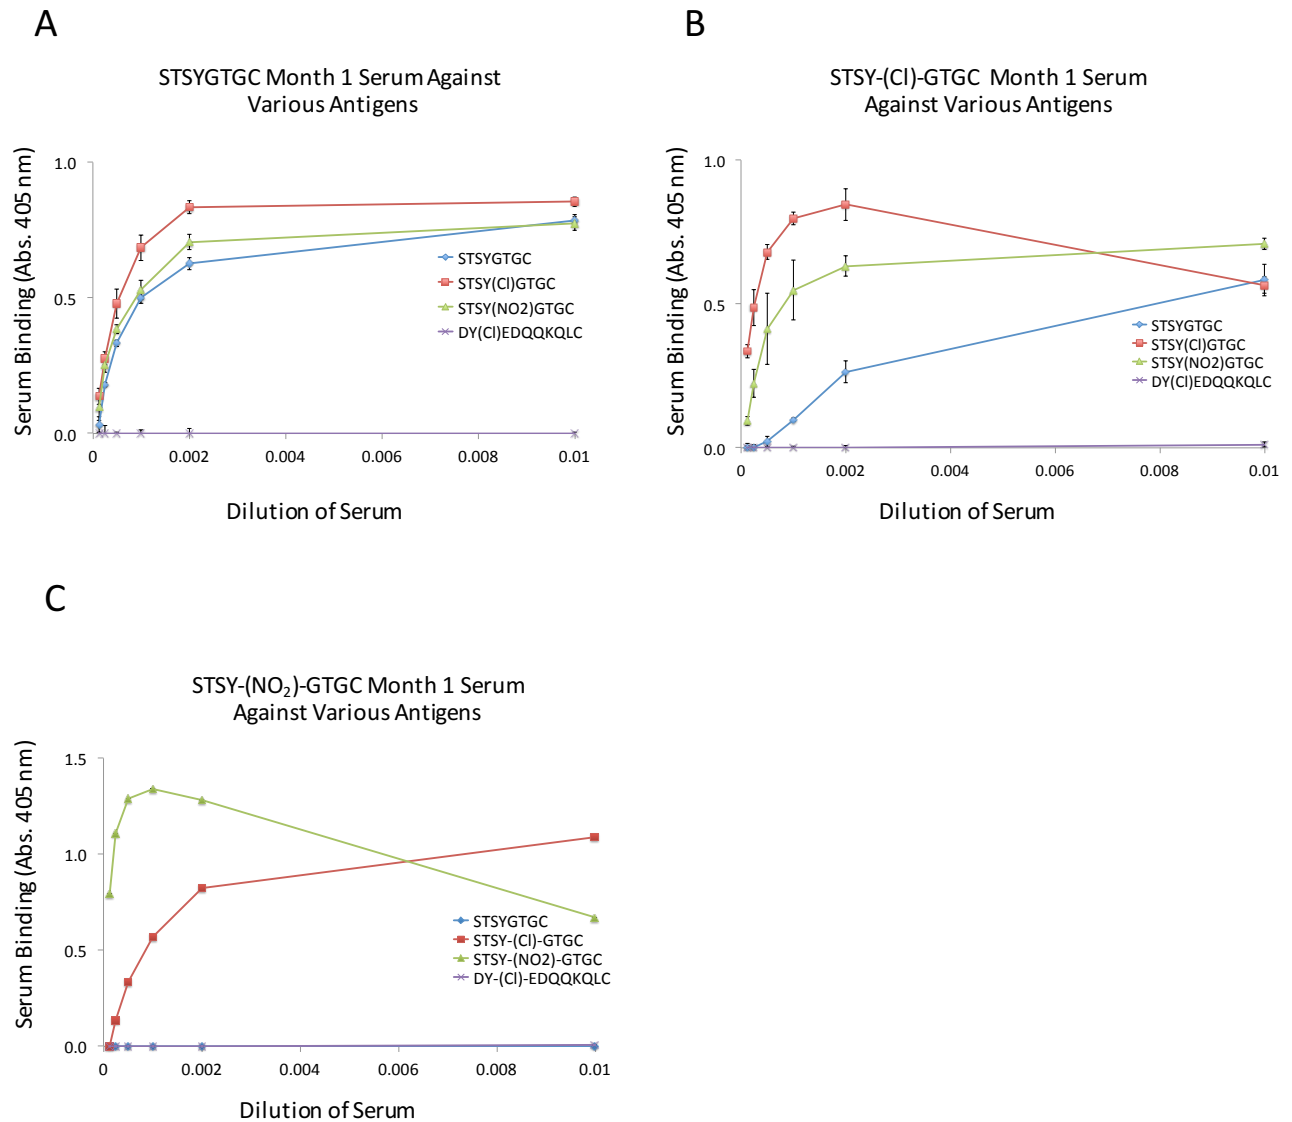 A
STSYGTGC Month 1 Serum Against
Various Antigens
Serum Binding (Abs. 405 nm)
1.0
0.5
0.0
0 0.002 0.004 0.006 0.008 0.01
Dilution of Serum
STSYGTGC
STSY(Cl)GTGC
STSY(NO2)GTGC
DY(Cl)EDQQKQLC
B
STSY-(Cl)-GTGC Month 1 Serum
Against Various Antigens
Serum Binding (Abs. 405 nm)
1.0
0.5
0.0
0 0.002 0.004 0.006 0.008 0.01
Dilution of Serum
STSYGTGC
STSY(Cl)GTGC
STSY(NO2)GTGC
DY(Cl)EDQQKQLC
C
STSY-(NO₂)-GTGC Month 1 Serum
Against Various Antigens
Serum Binding (Abs. 405 nm)
1.5
1.0
0.5
0.0
0 0.002 0.004 0.006 0.008 0.01
Dilution of Serum
STSYGTGC
STSY-(Cl)-GTGC
STSY-(NO2)-GTGC
DY-(Cl)-EDQQKQLC